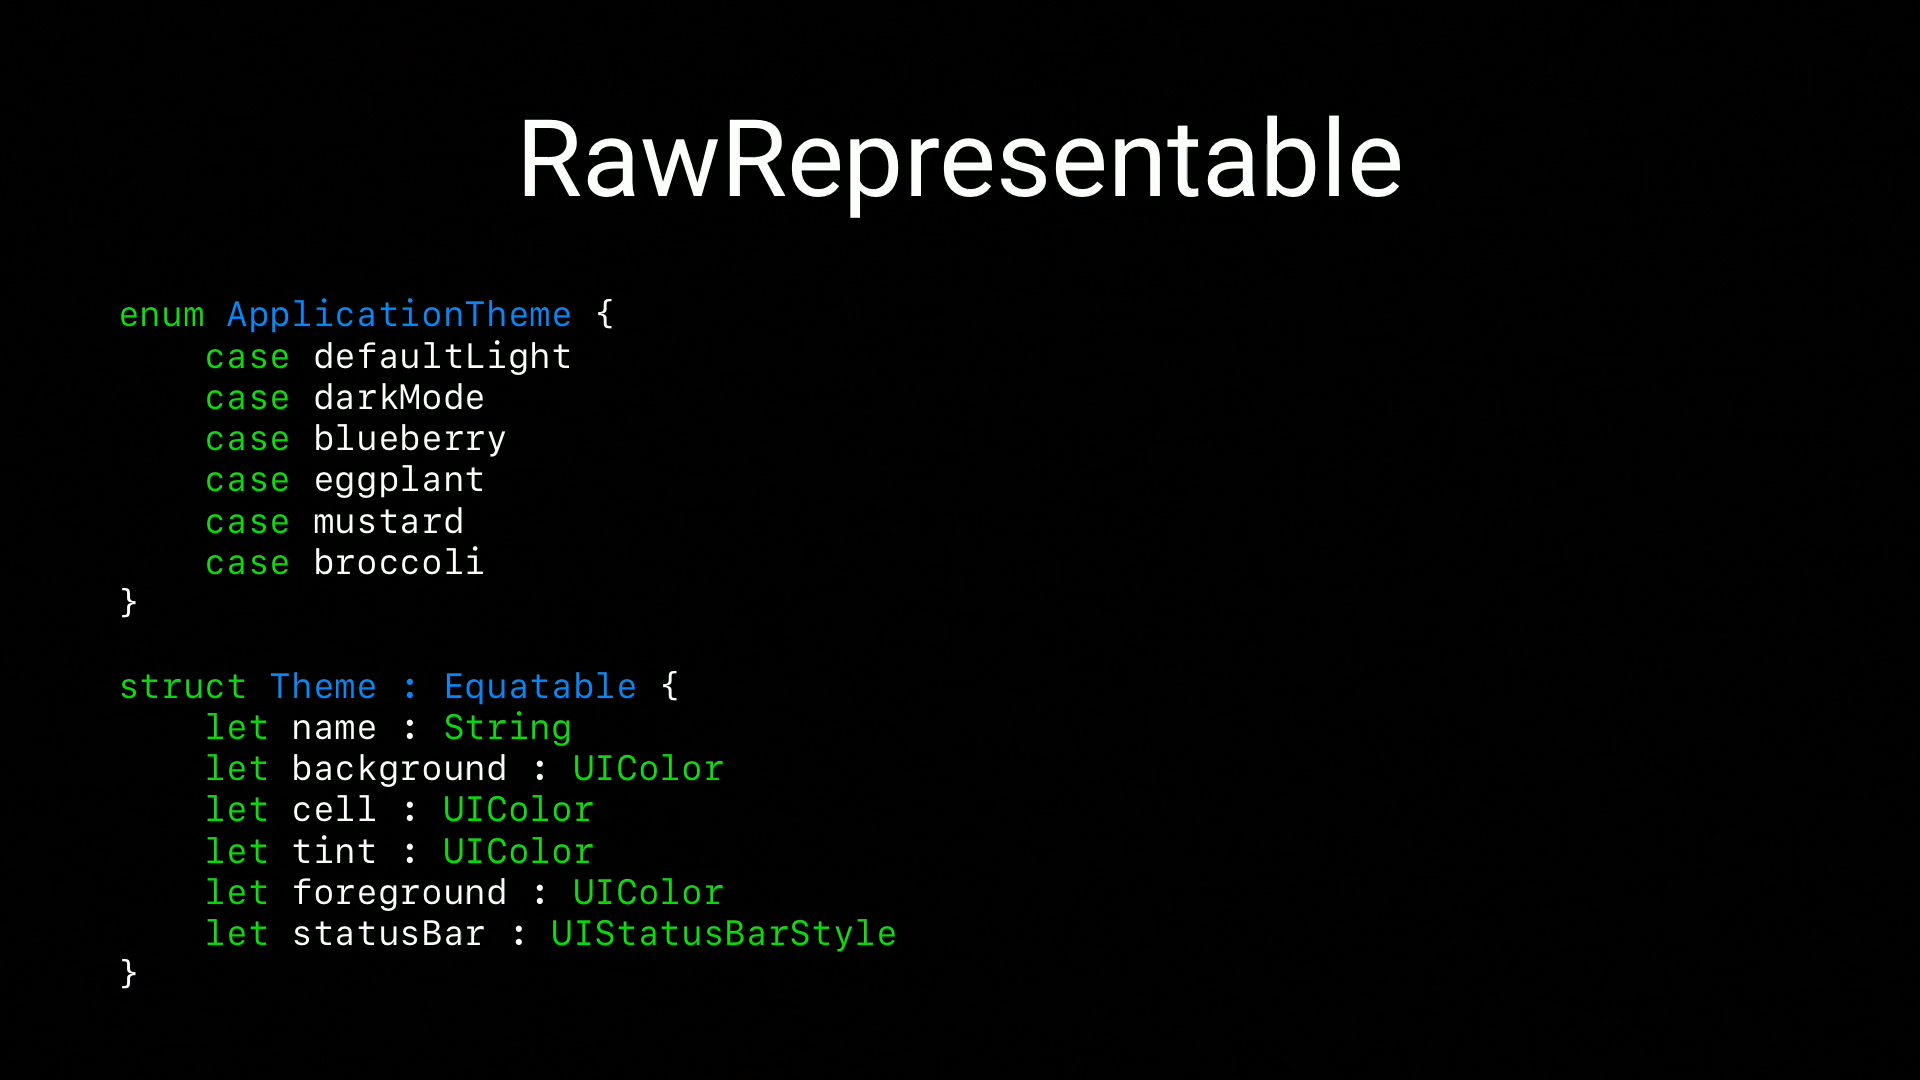 RawRepresentable
enum ApplicationTheme {
    case defaultLight
    case darkMode
    case blueberry
    case eggplant
    case mustard
    case broccoli
}
struct Theme : Equatable {
    let name : String
    let background : UIColor
    let cell : UIColor
    let tint : UIColor
    let foreground : UIColor
    let statusBar : UIStatusBarStyle
}